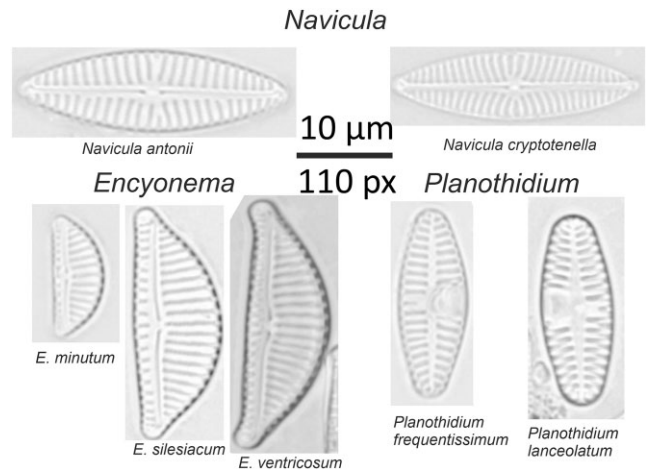 Navicula
Navicula antonii
10 µm
Navicula cryptotenella
110 px
Encyonema
Planothidium
E. minutum
E. silesiacum
E. ventricosum
Planothidium
frequentissimum
Planothidium
lanceolatum